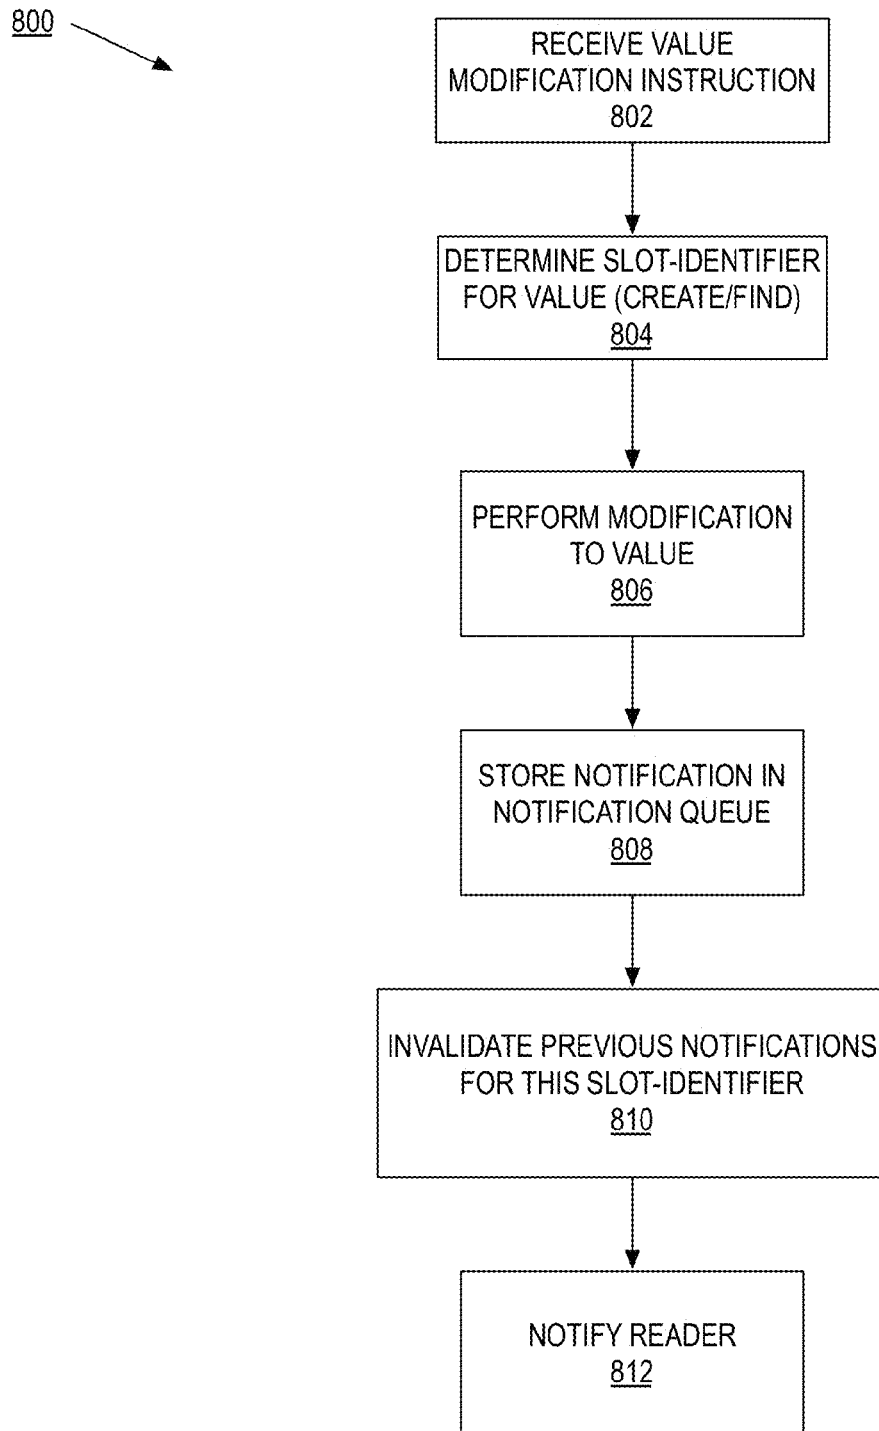 800
RECEIVE VALUE
MODIFICATION INSTRUCTION
802
DETERMINE SLOT-IDENTIFIER
FOR VALUE (CREATE/FIND)
804
PERFORM MODIFICATION
TO VALUE
806
STORE NOTIFICATION IN
NOTIFICATION QUEUE
808
INVALIDATE PREVIOUS NOTIFICATIONS
FOR THIS SLOT-IDENTIFIER
810
NOTIFY READER
812